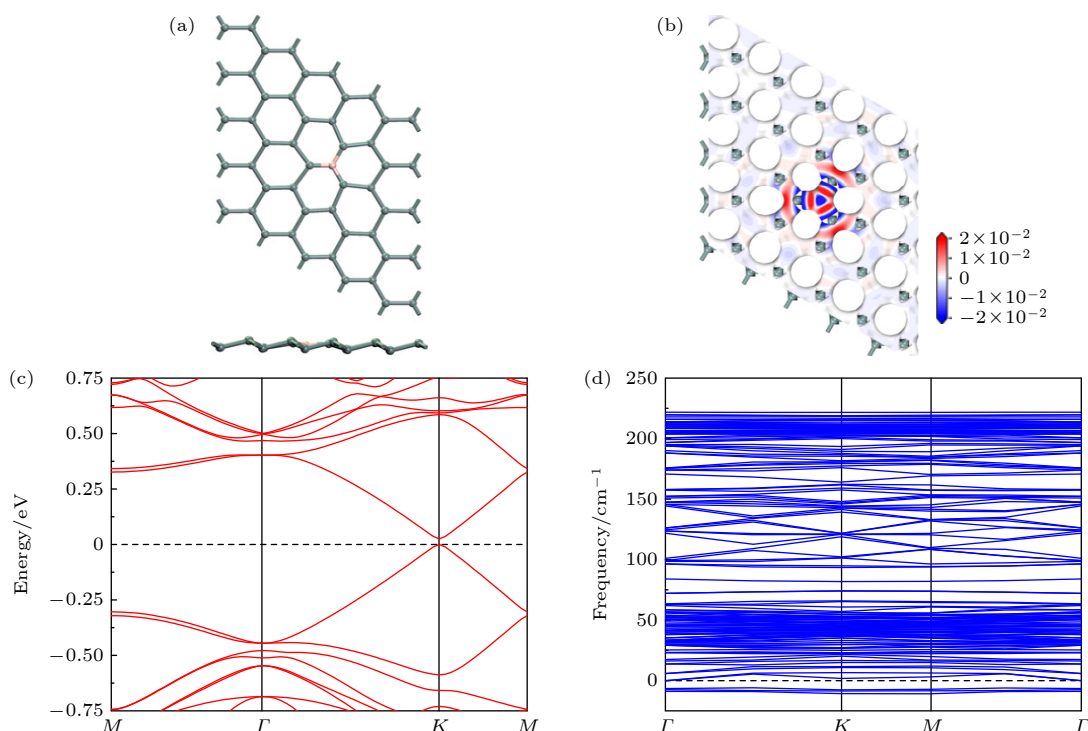 (a)
(b)
2×10⁻²
1×10⁻²
0
−1×10⁻²
−2×10⁻²
(c)
0.75
0.50
0.25
0
−0.25
−0.50
−0.75
Energy/eV
M Γ K M
(d)
250
200
150
100
50
0
Frequency/cm⁻¹
Γ K M Γ